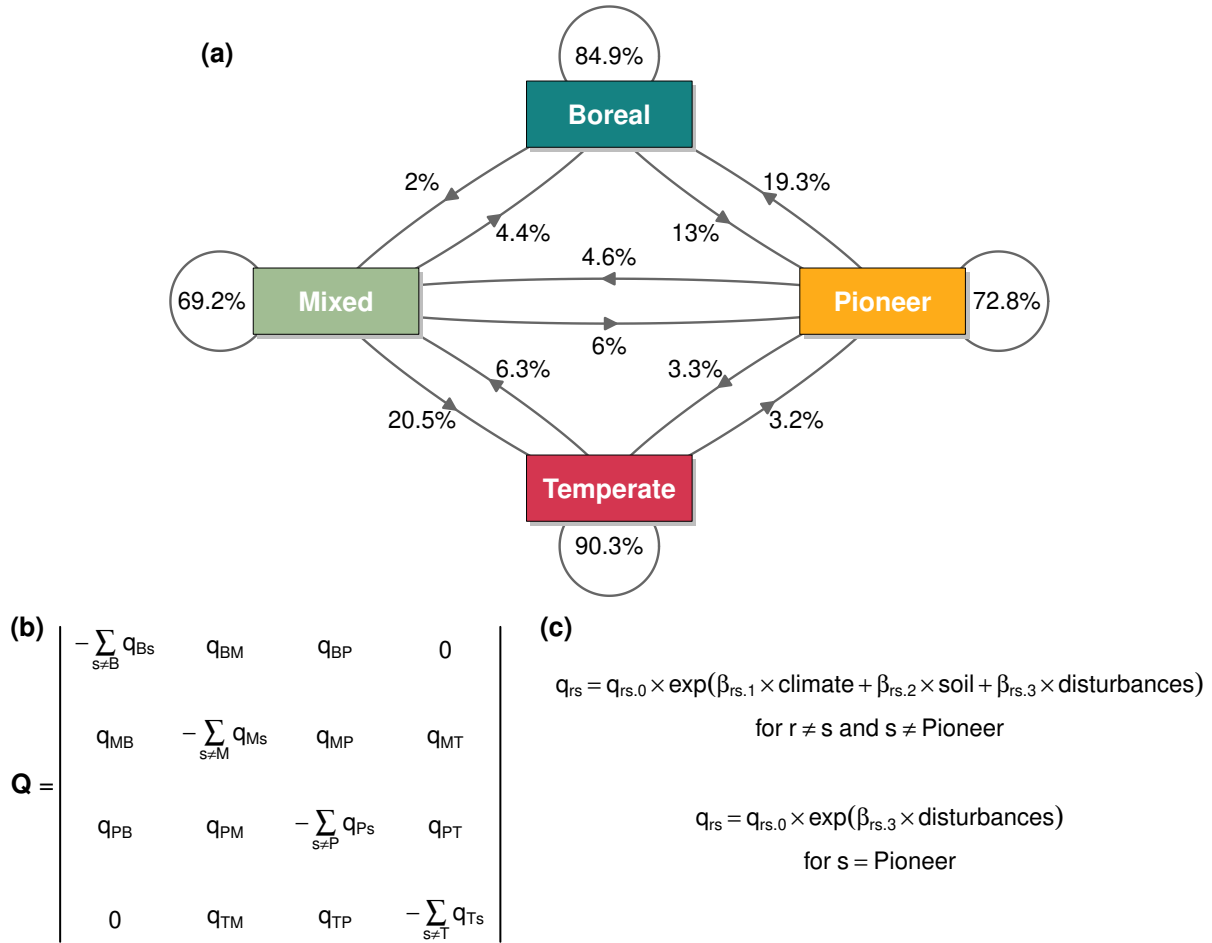 (a)
84.9%
Boreal
2%
19.3%
4.4%
13%
4.6%
69.2%
Mixed
Pioneer
72.8%
6%
6.3%
3.3%
20.5%
3.2%
Temperate
90.3%
(b)
Q =
−∑s≠B qBs qBM qBP 0
qMB −∑s≠M qMs qMP qMT
qPB qPM −∑s≠P qPs qPT
0 qTM qTP −∑s≠T qTs
(c)
qrs = qrs.0 × exp(βrs.1 × climate + βrs.2 × soil + βrs.3 × disturbances)
for r ≠ s and s ≠ Pioneer
qrs = qrs.0 × exp(βrs.3 × disturbances)
for s = Pioneer